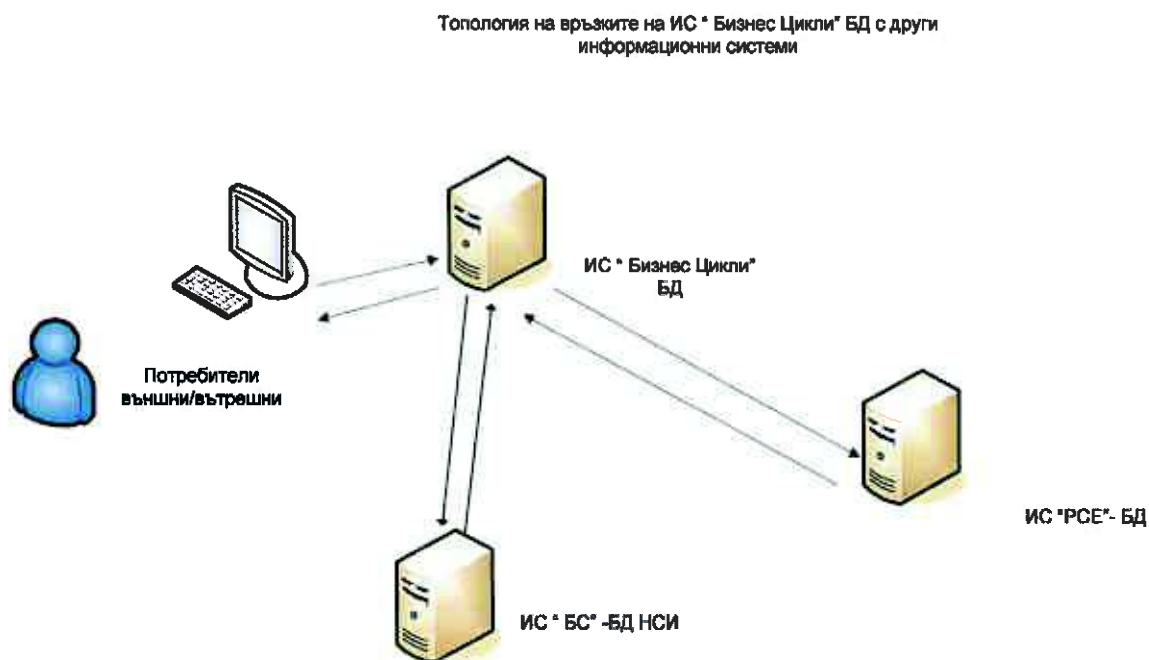 Топология на връзките на ИС " Бизнес Цикли" БД с други
информационни системи
ИС " Бизнес Цикли"
БД
Потребители
външни/вътрешни
ИС "РСЕ"- БД
ИС " БС" -БД НСИ